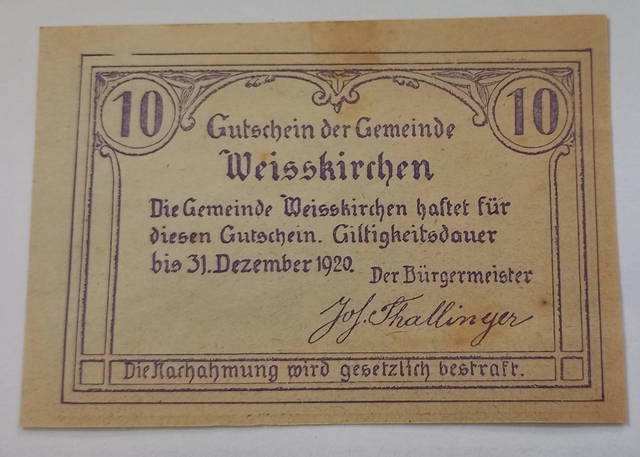 10 10
Gutschein der Gemeinde
Weisskirchen
Die Gemeinde Weisskirchen haftet für
diesen Gutschein. Giltigkeitsdauer
bis 31. Dezember 1920.
Der Bürgermeister
Jos. Thallinger
Die Nachahmung wird gesetzlich bestraft.